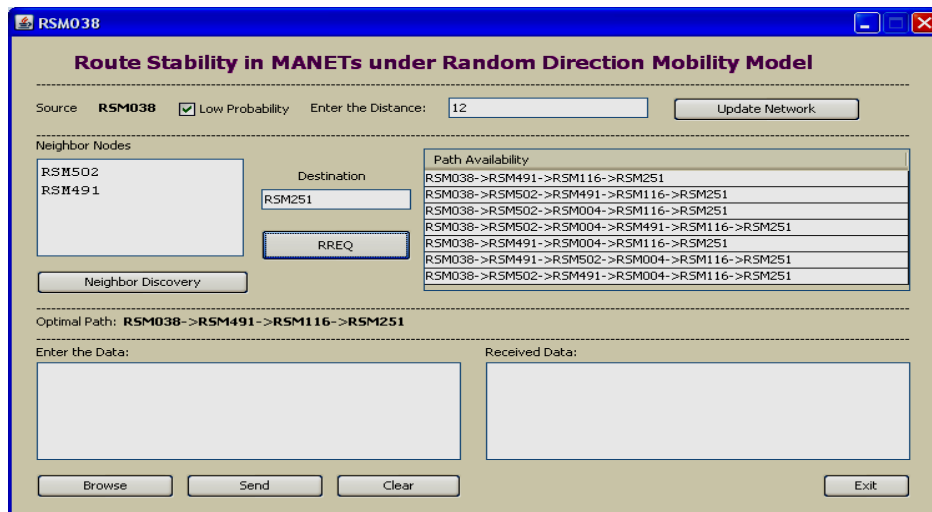 RSM038
Route Stability in MANETs under Random Direction Mobility Model
Source RSM038 Low Probability Enter the Distance: 12 Update Network
Neighbor Nodes
RSM502
RSM491
Neighbor Discovery
Destination
RSM251
RREQ
Path Availability
RSM038->RSM491->RSM116->RSM251
RSM038->RSM502->RSM491->RSM116->RSM251
RSM038->RSM502->RSM004->RSM116->RSM251
RSM038->RSM502->RSM004->RSM491->RSM116->RSM251
RSM038->RSM491->RSM004->RSM116->RSM251
RSM038->RSM491->RSM502->RSM004->RSM116->RSM251
RSM038->RSM502->RSM491->RSM004->RSM116->RSM251
Optimal Path: RSM038->RSM491->RSM116->RSM251
Enter the Data:
Received Data:
Browse Send Clear Exit